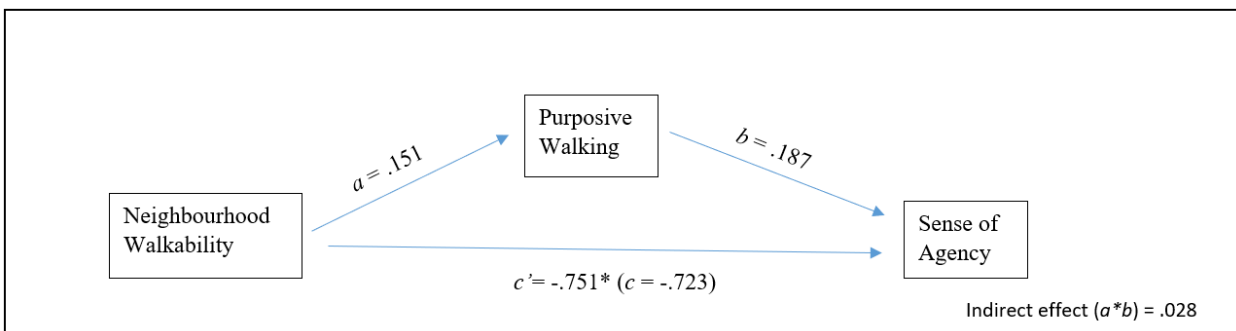 Purposive
Walking
a = .151
b = .187
Neighbourhood
Walkability
Sense of
Agency
c’= -.751* (c = -.723)
Indirect effect (a*b) = .028